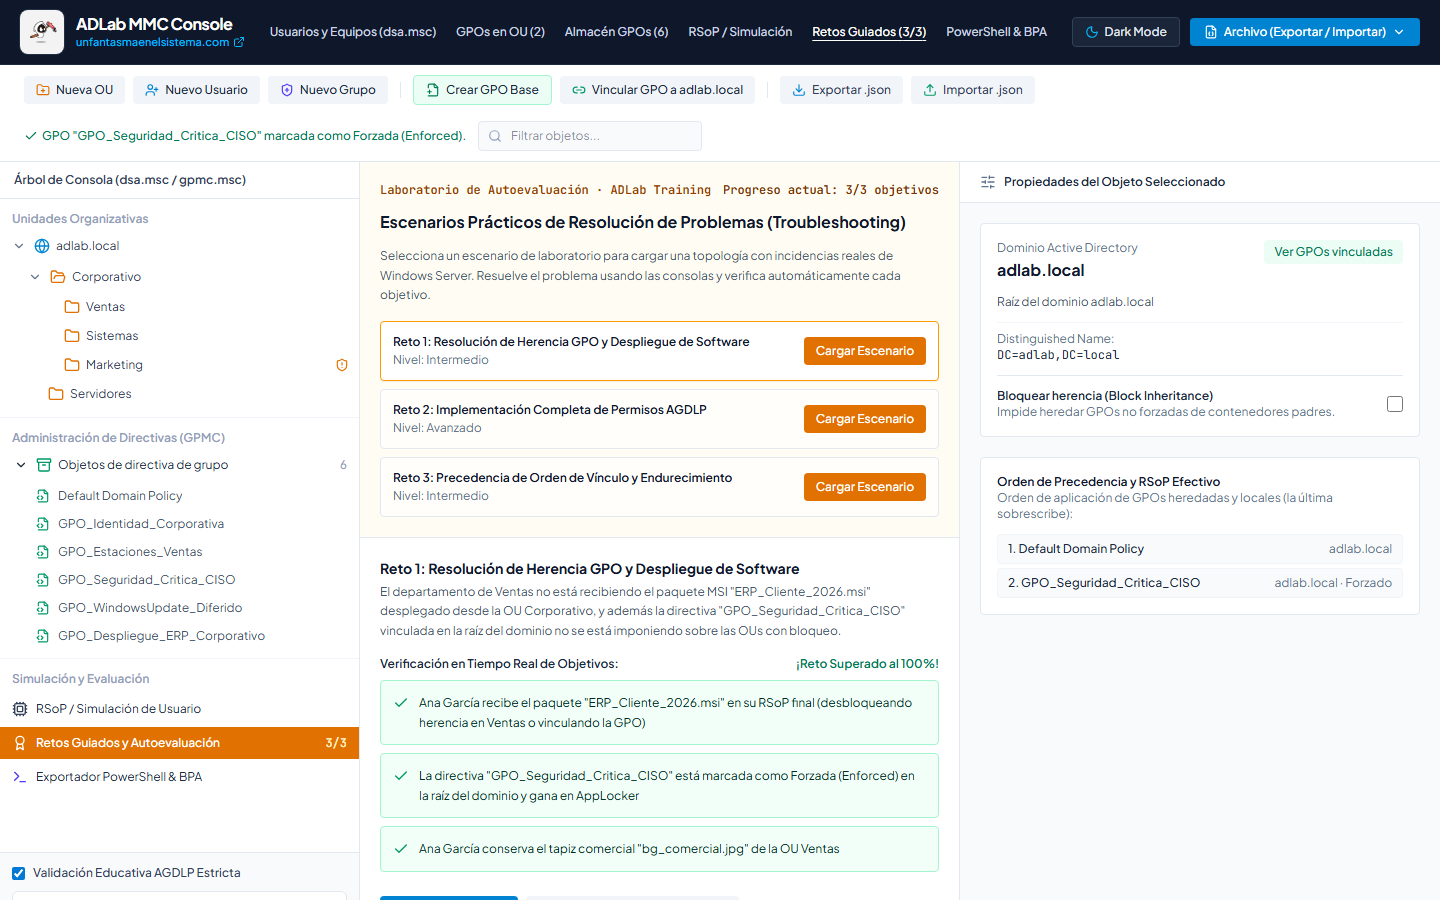 ADLab MMC Console
unfantasmaenelsistema.com
Usuarios y Equipos (dsa.msc)
GPOs en OU (2)
Almacén GPOs (6)
RSoP / Simulación
Retos Guiados (3/3)
PowerShell & BPA
Dark Mode
Archivo (Exportar / Importar)
Nueva OU
Nuevo Usuario
Nuevo Grupo
Crear GPO Base
Vincular GPO a adlab.local
Exportar .json
Importar .json
GPO "GPO_Seguridad_Critica_CISO" marcada como Forzada (Enforced).
Filtrar objetos...
Árbol de Consola (dsa.msc / gpmc.msc)
Unidades Organizativas
adlab.local
Corporativo
Ventas
Sistemas
Marketing
Servidores
Administración de Directivas (GPMC)
Objetos de directiva de grupo 6
Default Domain Policy
GPO_Identidad_Corporativa
GPO_Estaciones_Ventas
GPO_Seguridad_Critica_CISO
GPO_WindowsUpdate_Diferido
GPO_Despliegue_ERP_Corporativo
Simulación y Evaluación
RSoP / Simulación de Usuario
Retos Guiados y Autoevaluación 3/3
Exportador PowerShell & BPA
Validación Educativa AGDLP Estricta
Laboratorio de Autoevaluación · ADLab Training
Progreso actual: 3/3 objetivos
Escenarios Prácticos de Resolución de Problemas (Troubleshooting)
Selecciona un escenario de laboratorio para cargar una topología con incidencias reales de
Windows Server. Resuelve el problema usando las consolas y verifica automáticamente cada
objetivo.
Reto 1: Resolución de Herencia GPO y Despliegue de Software
Nivel: Intermedio
Cargar Escenario
Reto 2: Implementación Completa de Permisos AGDLP
Nivel: Avanzado
Cargar Escenario
Reto 3: Precedencia de Orden de Vínculo y Endurecimiento
Nivel: Intermedio
Cargar Escenario
Reto 1: Resolución de Herencia GPO y Despliegue de Software
El departamento de Ventas no está recibiendo el paquete MSI "ERP_Cliente_2026.msi"
desplegado desde la OU Corporativo, y además la directiva "GPO_Seguridad_Critica_CISO"
vinculada en la raíz del dominio no se está imponiendo sobre las OUs con bloqueo.
Verificación en Tiempo Real de Objetivos:
¡Reto Superado al 100%!
Ana García recibe el paquete "ERP_Cliente_2026.msi" en su RSoP final (desbloqueando
herencia en Ventas o vinculando la GPO)
La directiva "GPO_Seguridad_Critica_CISO" está marcada como Forzada (Enforced) en
la raíz del dominio y gana en AppLocker
Ana García conserva el tapiz comercial "bg_comercial.jpg" de la OU Ventas
Propiedades del Objeto Seleccionado
Dominio Active Directory
adlab.local
Ver GPOs vinculadas
Raíz del dominio adlab.local
Distinguished Name:
DC=adlab,DC=local
Bloquear herencia (Block Inheritance)
Impide heredar GPOs no forzadas de contenedores padres.
Orden de Precedencia y RSoP Efectivo
Orden de aplicación de GPOs heredadas y locales (la última
sobrescribe):
1. Default Domain Policy adlab.local
2. GPO_Seguridad_Critica_CISO adlab.local · Forzado